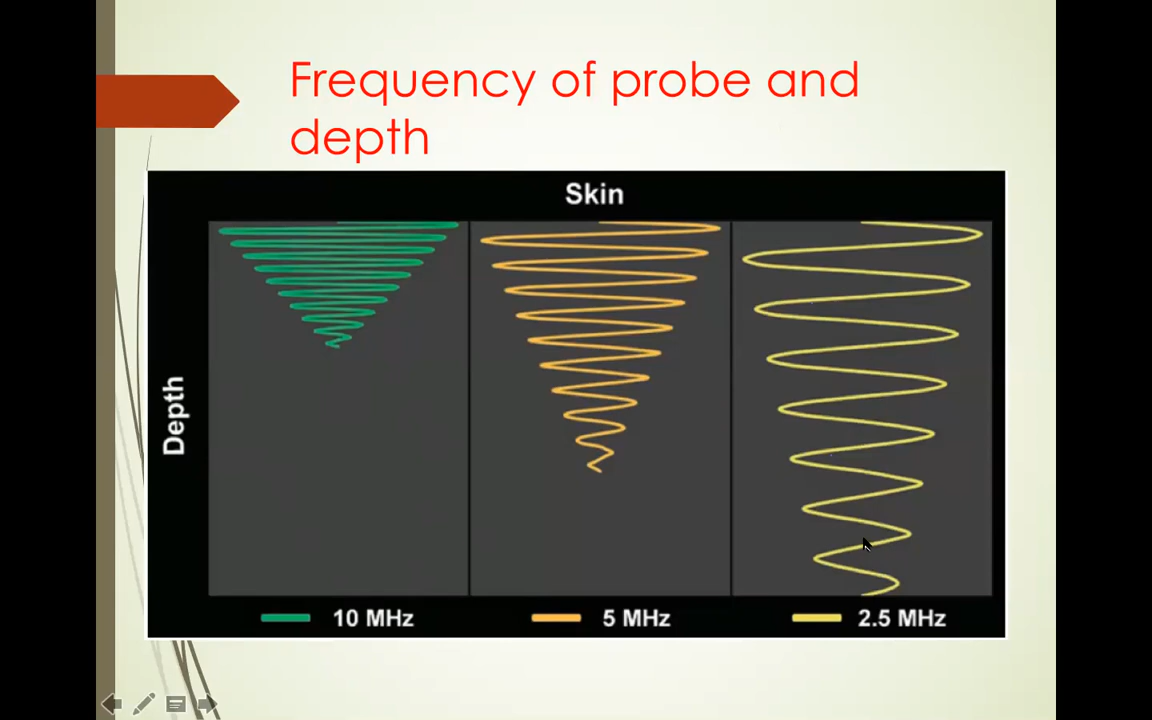 Frequency of probe and
depth
Skin
Depth
10 MHz
5 MHz
2.5 MHz